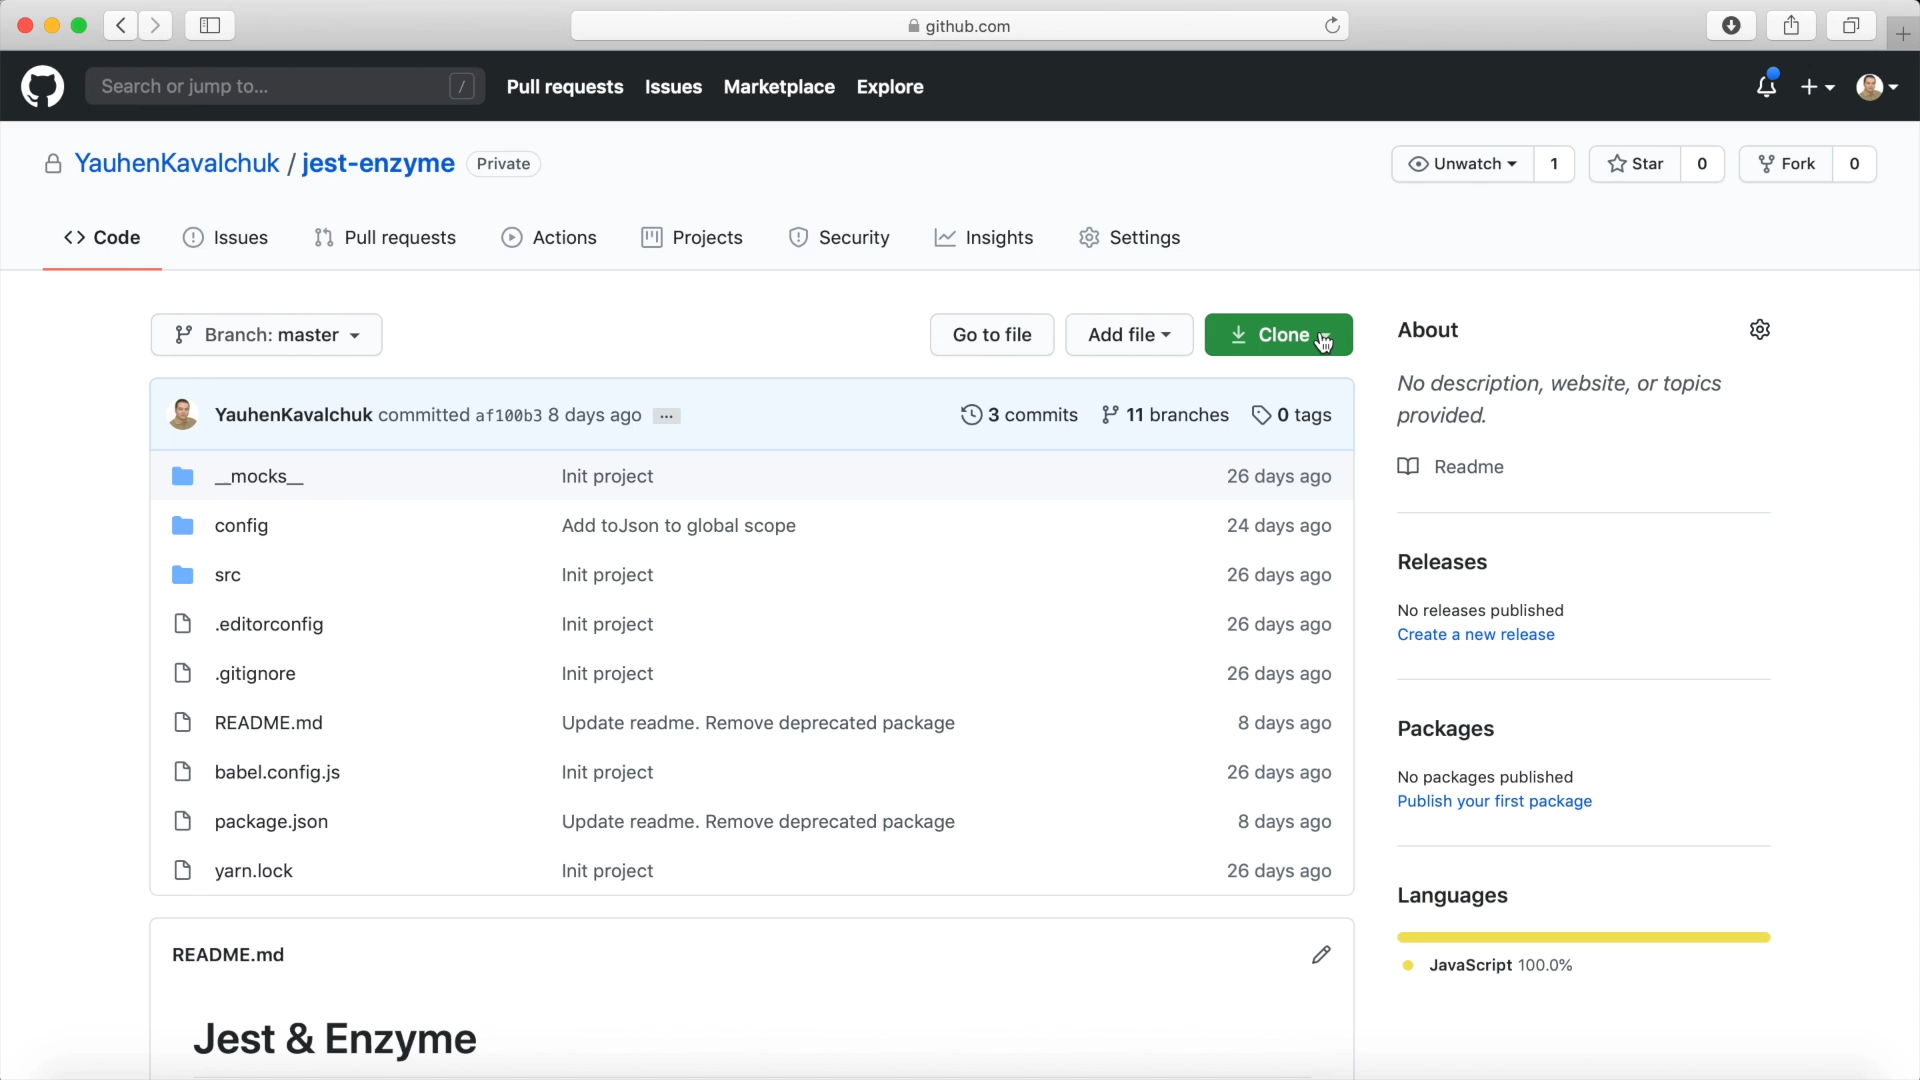 github.com
Search or jump to... /
Pull requests Issues Marketplace Explore
YauhenKavalchuk / jest-enzyme Private
Unwatch 1 Star 0 Fork 0
Code Issues Pull requests Actions Projects Security Insights Settings
Branch: master Go to file Add file Clone
YauhenKavalchuk committed af100b3 8 days ago ... 3 commits 11 branches 0 tags
__mocks__ Init project 26 days ago
config Add toJson to global scope 24 days ago
src Init project 26 days ago
.editorconfig Init project 26 days ago
.gitignore Init project 26 days ago
README.md Update readme. Remove deprecated package 8 days ago
babel.config.js Init project 26 days ago
package.json Update readme. Remove deprecated package 8 days ago
yarn.lock Init project 26 days ago
README.md
Jest & Enzyme
About
No description, website, or topics
provided.
Readme
Releases
No releases published
Create a new release
Packages
No packages published
Publish your first package
Languages
JavaScript 100.0%